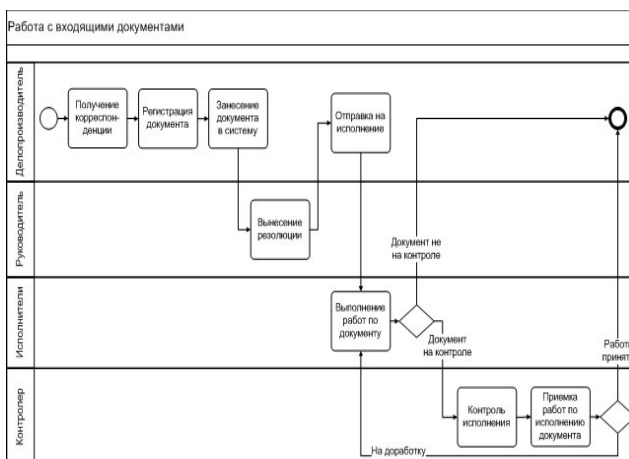 Работа с входящими документами
Делопроизводитель
Получение
корреспон-
денции
Регистрация
документа
Занесение
документа
в систему
Отправка на
исполнение
Руководитель
Вынесение
резолюции
Документ не
на контроле
Исполнители
Выполнение
работ по
документу
Документ
на контроле
Работы
принят
Контролер
Контроль
исполнения
Приемка
работ по
исполнению
документа
На доработку